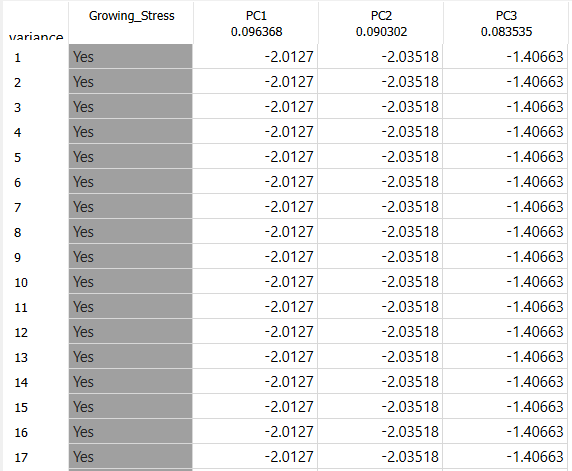 Growing_Stress PC1 PC2 PC3
variance 0.096368 0.090302 0.083535
1 Yes -2.0127 -2.03518 -1.40663
2 Yes -2.0127 -2.03518 -1.40663
3 Yes -2.0127 -2.03518 -1.40663
4 Yes -2.0127 -2.03518 -1.40663
5 Yes -2.0127 -2.03518 -1.40663
6 Yes -2.0127 -2.03518 -1.40663
7 Yes -2.0127 -2.03518 -1.40663
8 Yes -2.0127 -2.03518 -1.40663
9 Yes -2.0127 -2.03518 -1.40663
10 Yes -2.0127 -2.03518 -1.40663
11 Yes -2.0127 -2.03518 -1.40663
12 Yes -2.0127 -2.03518 -1.40663
13 Yes -2.0127 -2.03518 -1.40663
14 Yes -2.0127 -2.03518 -1.40663
15 Yes -2.0127 -2.03518 -1.40663
16 Yes -2.0127 -2.03518 -1.40663
17 Yes -2.0127 -2.03518 -1.40663